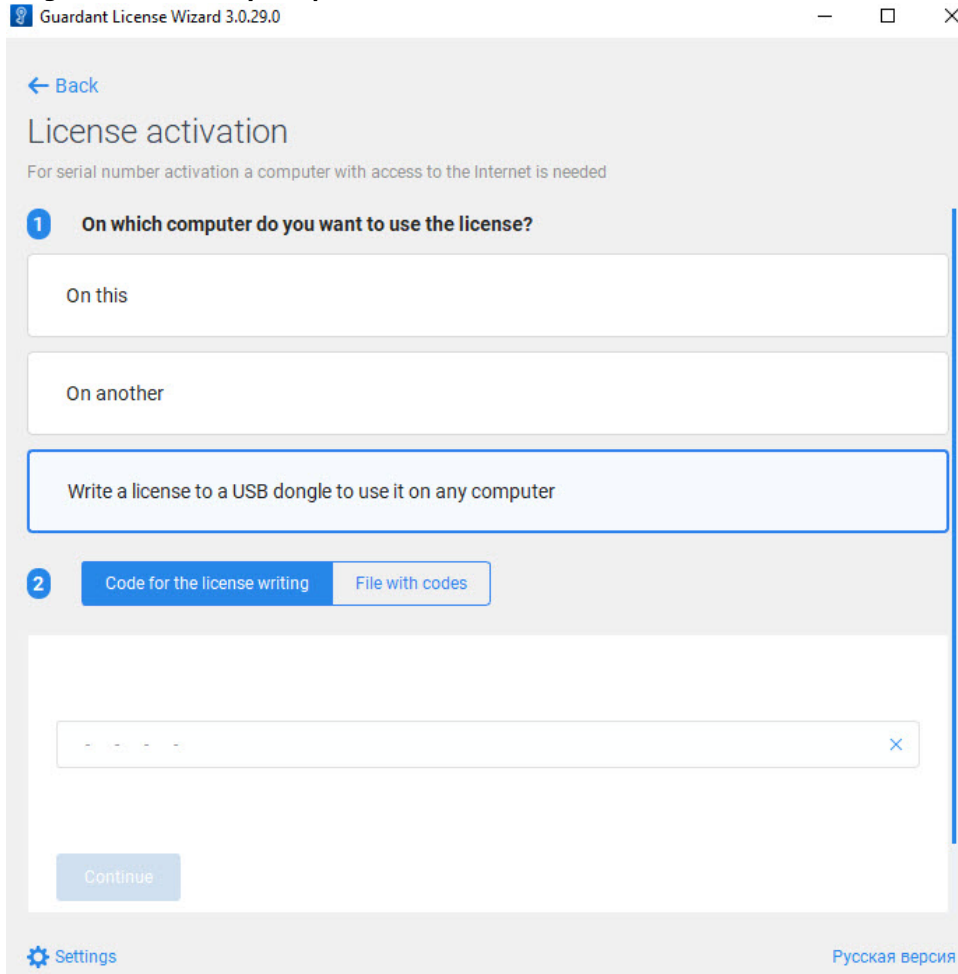 Guardant License Wizard 3.0.29.0
← Back
License activation
For serial number activation a computer with access to the Internet is needed
1 On which computer do you want to use the license?
On this
On another
Write a license to a USB dongle to use it on any computer
2 Code for the license writing File with codes
- - - -
Continue
Settings Русская версия